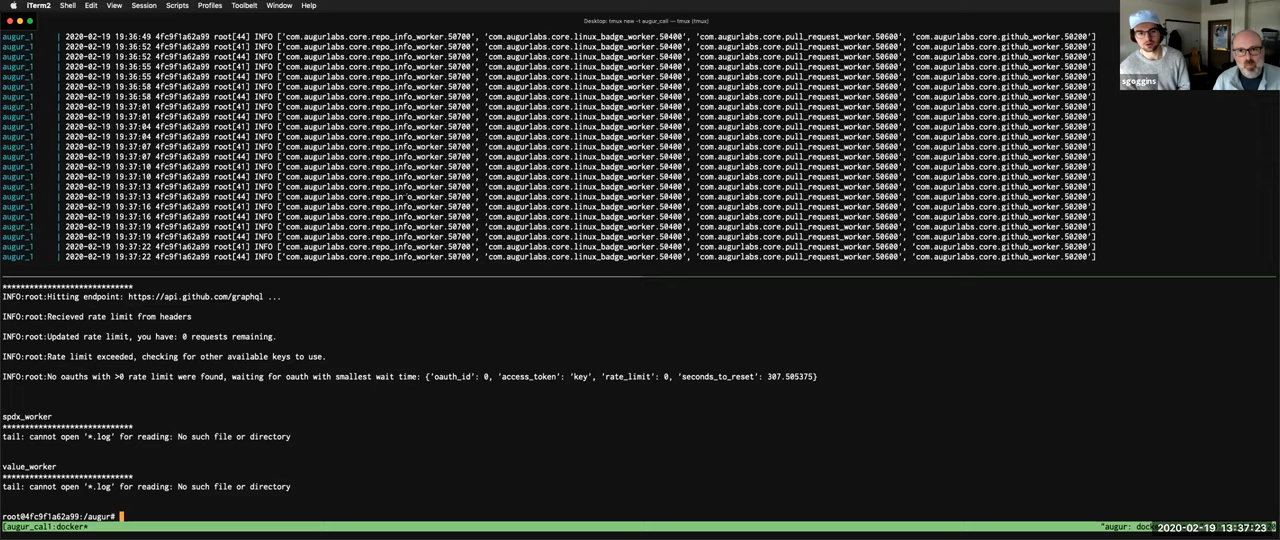 iTerm2 Shell Edit View Session Scripts Profiles Toolbelt Window Help
Desktop: tmux new -t augur_call — tmux (tmux)
augur_1 | 2020-02-19 19:36:49 4fc9f1a62a99 root[44] INFO ['com.augurlabs.core.repo_info_worker.50700', 'com.augurlabs.core.linux_badge_worker.50400', 'com.augurlabs.core.pull_request_worker.50600', 'com.augurlabs.core.github_worker.50200']
augur_1 | 2020-02-19 19:36:52 4fc9f1a62a99 root[44] INFO ['com.augurlabs.core.repo_info_worker.50700', 'com.augurlabs.core.linux_badge_worker.50400', 'com.augurlabs.core.pull_request_worker.50600', 'com.augurlabs.core.github_worker.50200']
augur_1 | 2020-02-19 19:36:52 4fc9f1a62a99 root[41] INFO ['com.augurlabs.core.repo_info_worker.50700', 'com.augurlabs.core.linux_badge_worker.50400', 'com.augurlabs.core.pull_request_worker.50600', 'com.augurlabs.core.github_worker.50200']
augur_1 | 2020-02-19 19:36:55 4fc9f1a62a99 root[44] INFO ['com.augurlabs.core.repo_info_worker.50700', 'com.augurlabs.core.linux_badge_worker.50400', 'com.augurlabs.core.pull_request_worker.50600', 'com.augurlabs.core.github_worker.50200']
augur_1 | 2020-02-19 19:36:55 4fc9f1a62a99 root[41] INFO ['com.augurlabs.core.repo_info_worker.50700', 'com.augurlabs.core.linux_badge_worker.50400', 'com.augurlabs.core.pull_request_worker.50600', 'com.augurlabs.core.github_worker.50200']
augur_1 | 2020-02-19 19:36:58 4fc9f1a62a99 root[44] INFO ['com.augurlabs.core.repo_info_worker.50700', 'com.augurlabs.core.linux_badge_worker.50400', 'com.augurlabs.core.pull_request_worker.50600', 'com.augurlabs.core.github_worker.50200']
augur_1 | 2020-02-19 19:36:58 4fc9f1a62a99 root[41] INFO ['com.augurlabs.core.repo_info_worker.50700', 'com.augurlabs.core.linux_badge_worker.50400', 'com.augurlabs.core.pull_request_worker.50600', 'com.augurlabs.core.github_worker.50200']
augur_1 | 2020-02-19 19:37:01 4fc9f1a62a99 root[44] INFO ['com.augurlabs.core.repo_info_worker.50700', 'com.augurlabs.core.linux_badge_worker.50400', 'com.augurlabs.core.pull_request_worker.50600', 'com.augurlabs.core.github_worker.50200']
augur_1 | 2020-02-19 19:37:01 4fc9f1a62a99 root[41] INFO ['com.augurlabs.core.repo_info_worker.50700', 'com.augurlabs.core.linux_badge_worker.50400', 'com.augurlabs.core.pull_request_worker.50600', 'com.augurlabs.core.github_worker.50200']
augur_1 | 2020-02-19 19:37:04 4fc9f1a62a99 root[44] INFO ['com.augurlabs.core.repo_info_worker.50700', 'com.augurlabs.core.linux_badge_worker.50400', 'com.augurlabs.core.pull_request_worker.50600', 'com.augurlabs.core.github_worker.50200']
augur_1 | 2020-02-19 19:37:04 4fc9f1a62a99 root[41] INFO ['com.augurlabs.core.repo_info_worker.50700', 'com.augurlabs.core.linux_badge_worker.50400', 'com.augurlabs.core.pull_request_worker.50600', 'com.augurlabs.core.github_worker.50200']
augur_1 | 2020-02-19 19:37:07 4fc9f1a62a99 root[44] INFO ['com.augurlabs.core.repo_info_worker.50700', 'com.augurlabs.core.linux_badge_worker.50400', 'com.augurlabs.core.pull_request_worker.50600', 'com.augurlabs.core.github_worker.50200']
augur_1 | 2020-02-19 19:37:07 4fc9f1a62a99 root[41] INFO ['com.augurlabs.core.repo_info_worker.50700', 'com.augurlabs.core.linux_badge_worker.50400', 'com.augurlabs.core.pull_request_worker.50600', 'com.augurlabs.core.github_worker.50200']
augur_1 | 2020-02-19 19:37:10 4fc9f1a62a99 root[44] INFO ['com.augurlabs.core.repo_info_worker.50700', 'com.augurlabs.core.linux_badge_worker.50400', 'com.augurlabs.core.pull_request_worker.50600', 'com.augurlabs.core.github_worker.50200']
augur_1 | 2020-02-19 19:37:10 4fc9f1a62a99 root[41] INFO ['com.augurlabs.core.repo_info_worker.50700', 'com.augurlabs.core.linux_badge_worker.50400', 'com.augurlabs.core.pull_request_worker.50600', 'com.augurlabs.core.github_worker.50200']
augur_1 | 2020-02-19 19:37:13 4fc9f1a62a99 root[44] INFO ['com.augurlabs.core.repo_info_worker.50700', 'com.augurlabs.core.linux_badge_worker.50400', 'com.augurlabs.core.pull_request_worker.50600', 'com.augurlabs.core.github_worker.50200']
augur_1 | 2020-02-19 19:37:13 4fc9f1a62a99 root[41] INFO ['com.augurlabs.core.repo_info_worker.50700', 'com.augurlabs.core.linux_badge_worker.50400', 'com.augurlabs.core.pull_request_worker.50600', 'com.augurlabs.core.github_worker.50200']
augur_1 | 2020-02-19 19:37:16 4fc9f1a62a99 root[41] INFO ['com.augurlabs.core.repo_info_worker.50700', 'com.augurlabs.core.linux_badge_worker.50400', 'com.augurlabs.core.pull_request_worker.50600', 'com.augurlabs.core.github_worker.50200']
augur_1 | 2020-02-19 19:37:16 4fc9f1a62a99 root[44] INFO ['com.augurlabs.core.repo_info_worker.50700', 'com.augurlabs.core.linux_badge_worker.50400', 'com.augurlabs.core.pull_request_worker.50600', 'com.augurlabs.core.github_worker.50200']
augur_1 | 2020-02-19 19:37:19 4fc9f1a62a99 root[41] INFO ['com.augurlabs.core.repo_info_worker.50700', 'com.augurlabs.core.linux_badge_worker.50400', 'com.augurlabs.core.pull_request_worker.50600', 'com.augurlabs.core.github_worker.50200']
augur_1 | 2020-02-19 19:37:19 4fc9f1a62a99 root[44] INFO ['com.augurlabs.core.repo_info_worker.50700', 'com.augurlabs.core.linux_badge_worker.50400', 'com.augurlabs.core.pull_request_worker.50600', 'com.augurlabs.core.github_worker.50200']
augur_1 | 2020-02-19 19:37:22 4fc9f1a62a99 root[41] INFO ['com.augurlabs.core.repo_info_worker.50700', 'com.augurlabs.core.linux_badge_worker.50400', 'com.augurlabs.core.pull_request_worker.50600', 'com.augurlabs.core.github_worker.50200']
augur_1 | 2020-02-19 19:37:22 4fc9f1a62a99 root[44] INFO ['com.augurlabs.core.repo_info_worker.50700', 'com.augurlabs.core.linux_badge_worker.50400', 'com.augurlabs.core.pull_request_worker.50600', 'com.augurlabs.core.github_worker.50200']
sgoggins
******************************
INFO:root:Hitting endpoint: https://api.github.com/graphql ...
INFO:root:Recieved rate limit from headers
INFO:root:Updated rate limit, you have: 0 requests remaining.
INFO:root:Rate limit exceeded, checking for other available keys to use.
INFO:root:No oauths with >0 rate limit were found, waiting for oauth with smallest wait time: {'oauth_id': 0, 'access_token': 'key', 'rate_limit': 0, 'seconds_to_reset': 307.505375}
spdx_worker
******************************
tail: cannot open '*.log' for reading: No such file or directory
value_worker
******************************
tail: cannot open '*.log' for reading: No such file or directory
root@4fc9f1a62a99:/augur#
[augur_cal1:docker* "augur: dock 2020-02-19 13:37:23